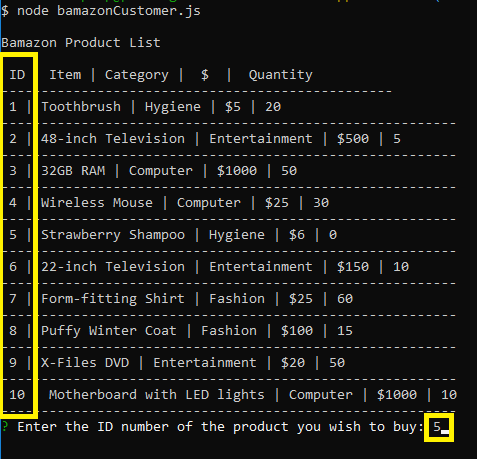 $ node bamazonCustomer.js
Bamazon Product List
ID | Item | Category | $ | Quantity
-------------------------------------------------
1 | Toothbrush | Hygiene | $5 | 20
---------------------------------------------------------
2 | 48-inch Television | Entertainment | $500 | 5
---------------------------------------------------------
3 | 32GB RAM | Computer | $1000 | 50
---------------------------------------------------------
4 | Wireless Mouse | Computer | $25 | 30
---------------------------------------------------------
5 | Strawberry Shampoo | Hygiene | $6 | 0
---------------------------------------------------------
6 | 22-inch Television | Entertainment | $150 | 10
---------------------------------------------------------
7 | Form-fitting Shirt | Fashion | $25 | 60
---------------------------------------------------------
8 | Puffy Winter Coat | Fashion | $100 | 15
---------------------------------------------------------
9 | X-Files DVD | Entertainment | $20 | 50
---------------------------------------------------------
10 | Motherboard with LED lights | Computer | $1000 | 10
---------------------------------------------------------
? Enter the ID number of the product you wish to buy: 5